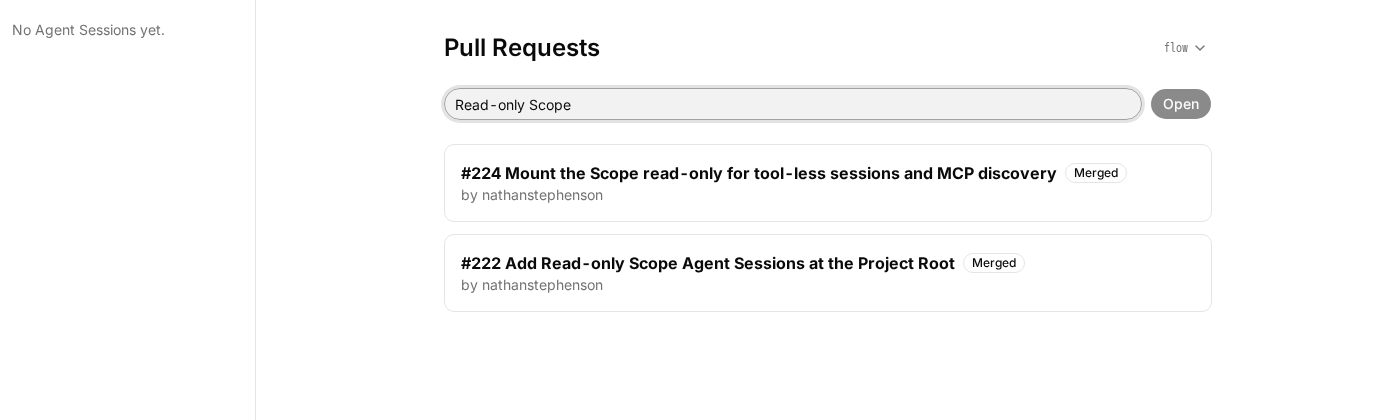 No Agent Sessions yet.
Pull Requests
flow
Read-only Scope
Open
#224 Mount the Scope read-only for tool-less sessions and MCP discovery
Merged
by nathanstephenson
#222 Add Read-only Scope Agent Sessions at the Project Root
Merged
by nathanstephenson